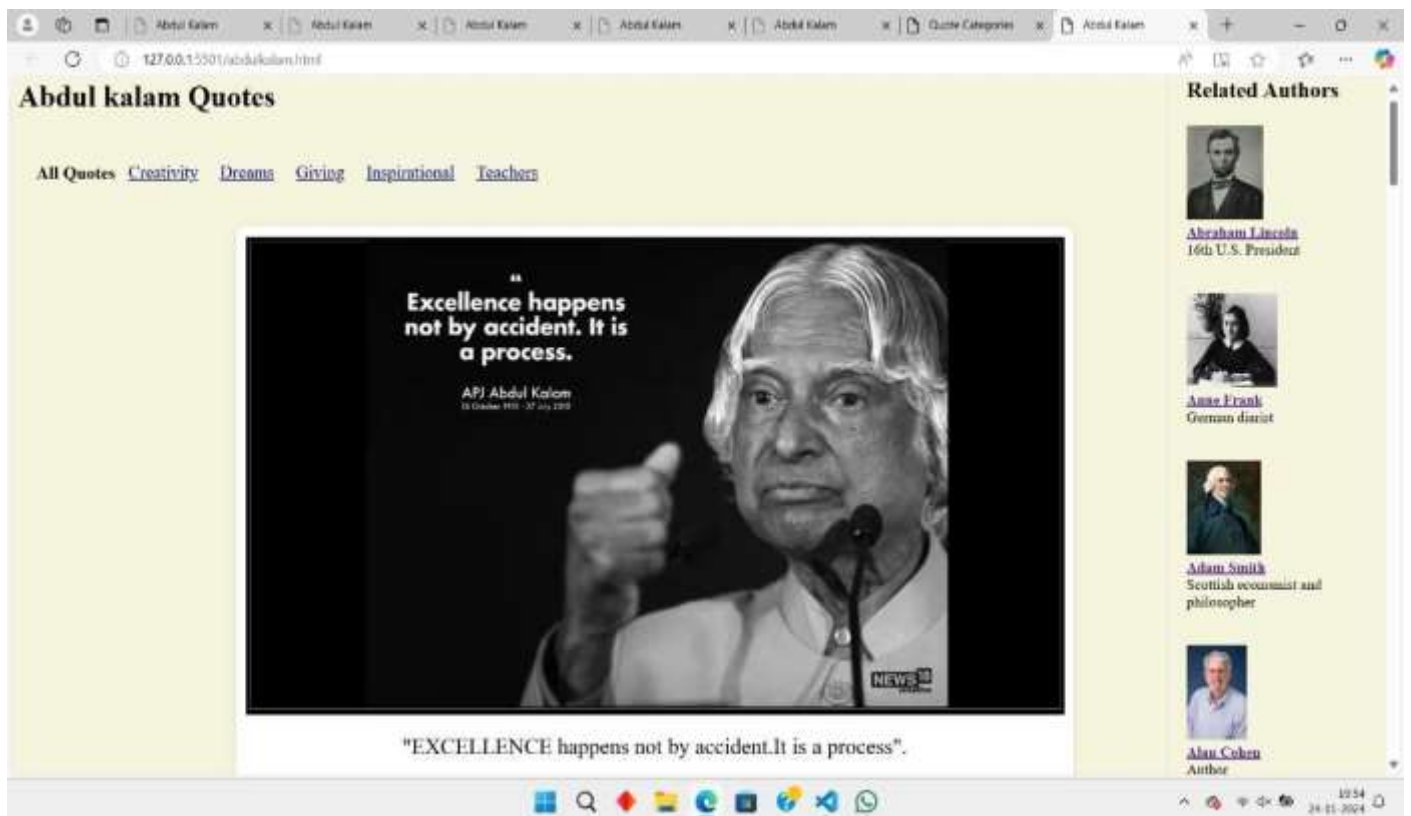 Abdul Kalam
Abdul Kalam
Abdul Kalam
Abdul Kalam
Abdul Kalam
Quote Categories
Abdul Kalam
127.0.0.1:5501/abdulkalam.html
Abdul kalam Quotes
All Quotes Creativity Dreams Giving Inspirational Teachers
“
Excellence happens
not by accident. It is
a process.
APJ Abdul Kalam
NEWS18
"EXCELLENCE happens not by accident.It is a process".
Related Authors
Abraham Lincoln
16th U.S. President
Anne Frank
German diarist
Adam Smith
Scottish economist and
philosopher
Alan Cohen
Author
19:54
24-11-2024